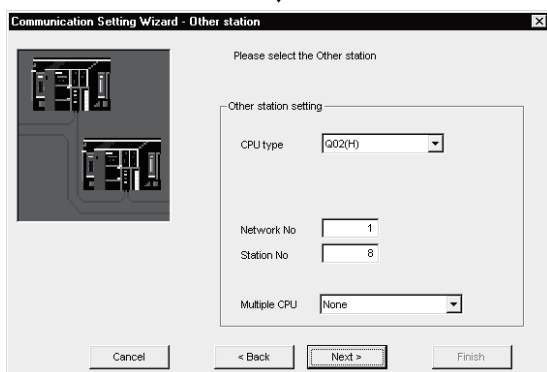 Communication Setting Wizard - Other station
Please select the Other station
Other station setting
CPU type Q02(H)
Network No 1
Station No 8
Multiple CPU None
Cancel < Back Next > Finish